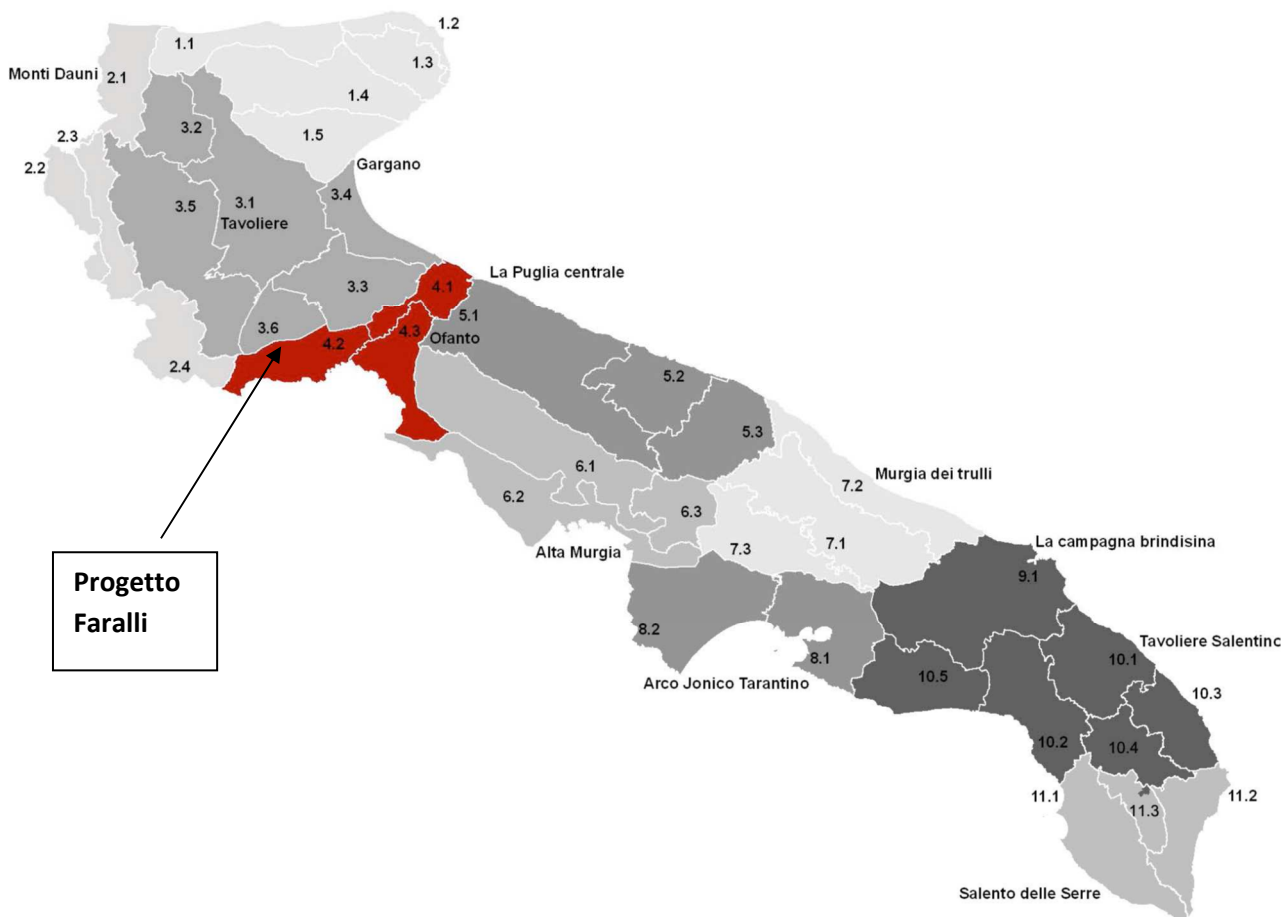 1.2
1.1
1.3
Monti Dauni
2.1
1.4
3.2
1.5
2.3
2.2
Gargano
3.4
3.5
3.1
Tavoliere
La Puglia centrale
3.3
4.1
5.1
3.6
4.2
4.3
Ofanto
2.4
5.2
5.3
6.1
Murgia dei trulli
7.2
6.2
6.3
Alta Murgia
7.3
7.1
La campagna brindisina
9.1
Progetto
Faralli
8.2
8.1
Tavoliere Salentinc
10.1
Arco Jonico Tarantino
10.5
10.3
10.2
10.4
11.1
11.2
11.3
Salento delle Serre